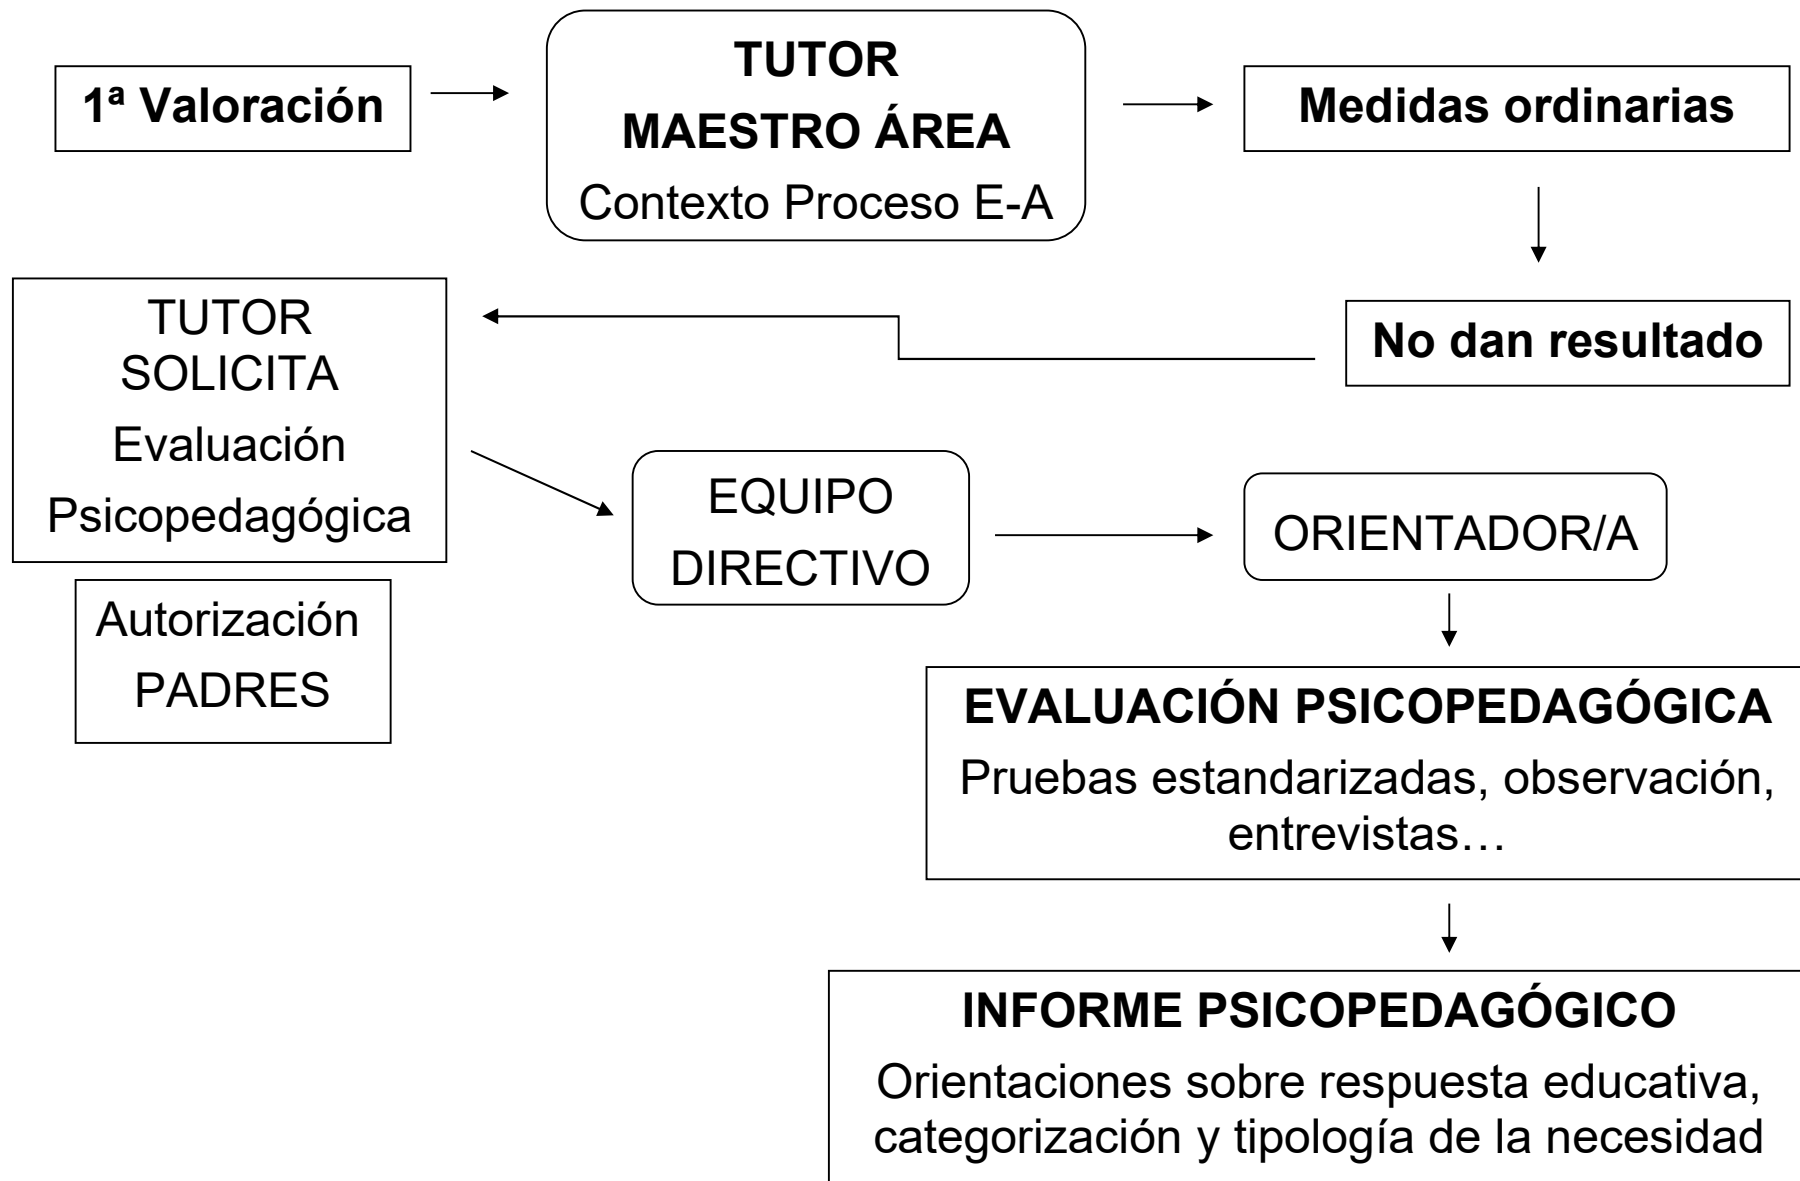 1ª Valoración
TUTOR
MAESTRO ÁREA
Contexto Proceso E-A
Medidas ordinarias
No dan resultado
TUTOR
SOLICITA
Evaluación
Psicopedagógica
Autorización
PADRES
EQUIPO
DIRECTIVO
ORIENTADOR/A
EVALUACIÓN PSICOPEDAGÓGICA
Pruebas estandarizadas, observación,
entrevistas…
INFORME PSICOPEDAGÓGICO
Orientaciones sobre respuesta educativa,
categorización y tipología de la necesidad